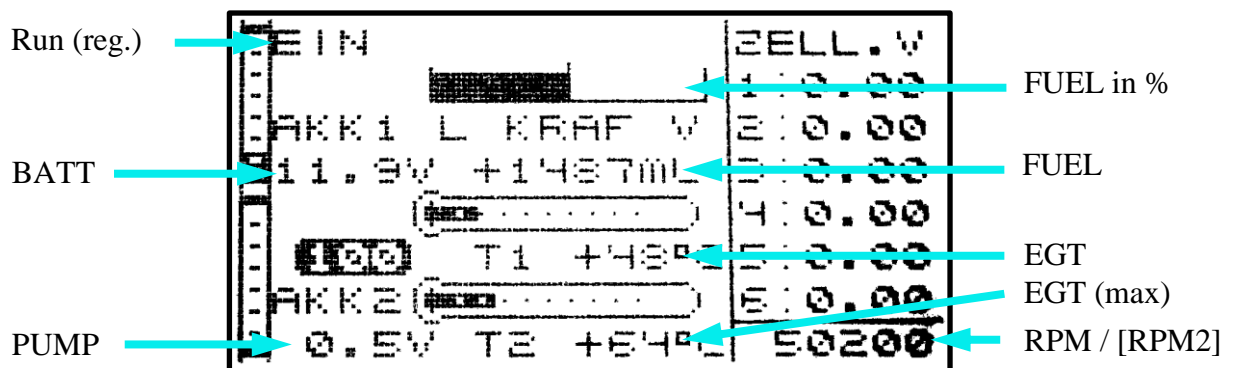 Run (reg.)
EIN
ZELL.V
1:0.00
FUEL in %
AKK1 L KRAF V
2:0.00
BATT
11.9V +1487mL
3:0.00
FUEL
4:0.00
100 T1 +48°C
5:0.00
EGT
AKK2
6:0.00
EGT (max)
PUMP
0.5V T2 +64°C
50200
RPM / [RPM2]